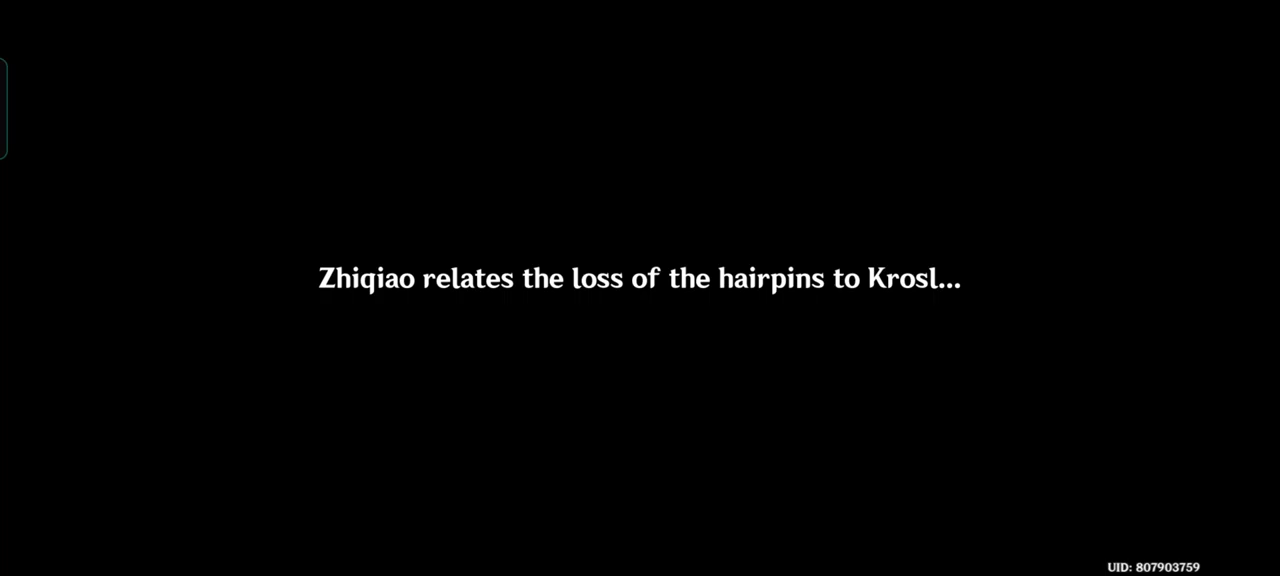 Zhiqiao relates the loss of the hairpins to Krosl...
UID: 807903759